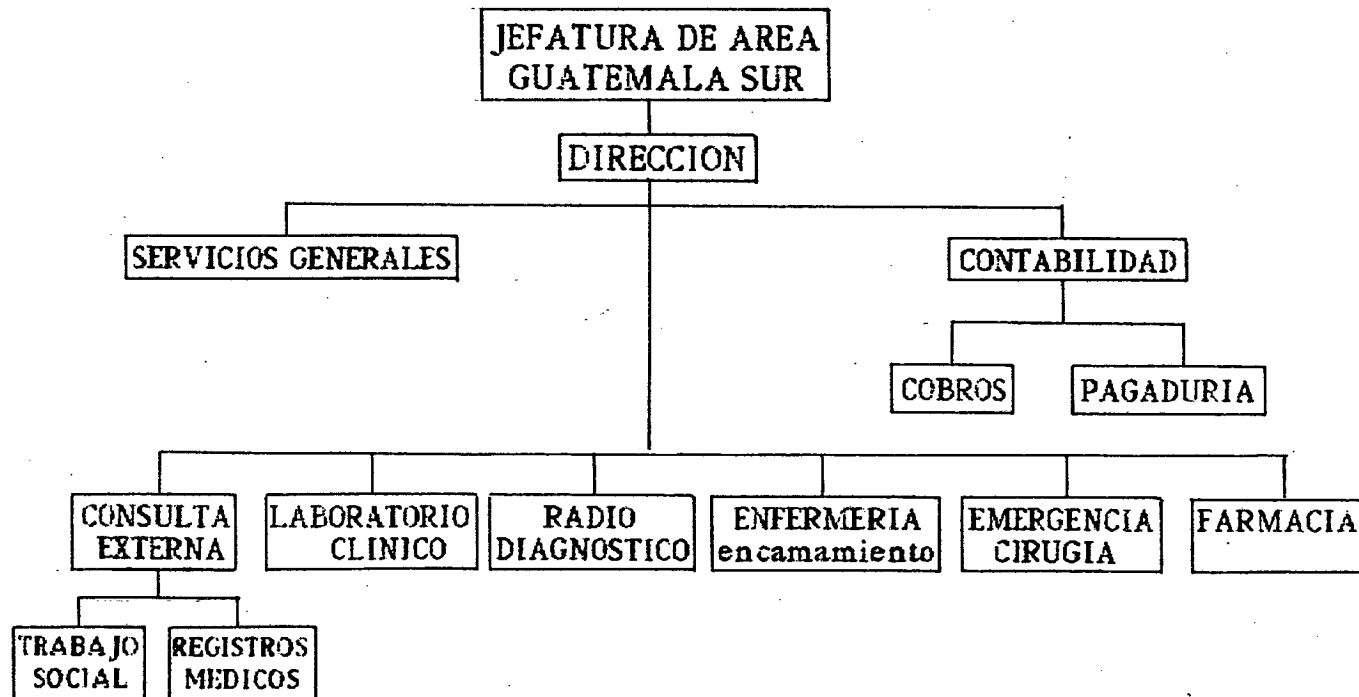 JEFATURA DE AREA
GUATEMALA SUR
DIRECCION
SERVICIOS GENERALES
CONTABILIDAD
COBROS
PAGADURIA
CONSULTA
EXTERNA
LABORATORIO
CLINICO
RADIO
DIAGNOSTICO
ENFERMERIA
encamamiento
EMERGENCIA
CIRUGIA
FARMACIA
TRABAJO
SOCIAL
REGISTROS
MEDICOS